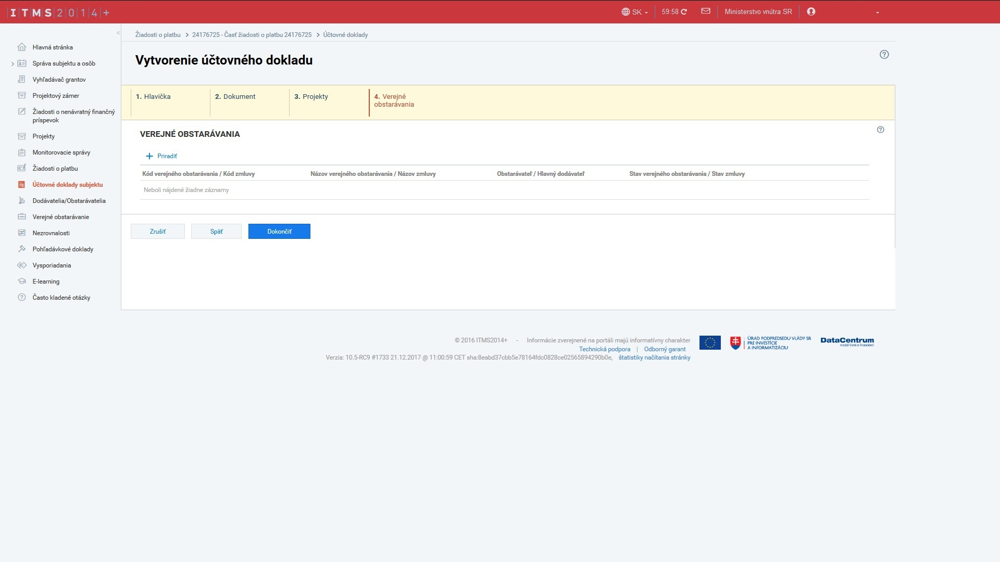 ITMS2014+
SK
59:58
Ministerstvo vnútra SR
Žiadosti o platbu > 24176725 - Časť žiadosti o platbu 24176725 > Účtovné doklady
Vytvorenie účtovného dokladu
Hlavná stránka
Správa subjektu a osôb
Vyhľadávač grantov
Projektový zámer
Žiadosti o nenávratný finančný
príspevok
Projekty
Monitorovacie správy
Žiadosti o platbu
Účtovné doklady subjektu
Dodávatelia/Obstarávatelia
Verejné obstarávanie
Nezrovnalosti
Pohľadávkové doklady
Vysporiadania
E-learning
Často kladené otázky
1. Hlavička
2. Dokument
3. Projekty
4. Verejné
obstarávania
VEREJNÉ OBSTARÁVANIA
Priradiť
Kód verejného obstarávania / Kód zmluvy
Názov verejného obstarávania / Názov zmluvy
Obstarávateľ / Hlavný dodávateľ
Stav verejného obstarávania / Stav zmluvy
Neboli nájdené žiadne záznamy
Zrušiť
Späť
Dokončiť
© 2016 ITMS2014+ - Informácie zverejnené na portáli majú informatívny charakter
Technická podpora | Odborný garant
Verzia: 10.5-RC9 #1733 21.12.2017 @ 11:00:59 CET sha:8eabd37cbb5e78164fdc0828ce02565894290b0e, štatistiky načítania stránky
ÚRAD PODPREDSEDU VLÁDY SR
PRE INVESTÍCIE
A INFORMATIZÁCIU
DataCentrum
medzi Vami a financiami